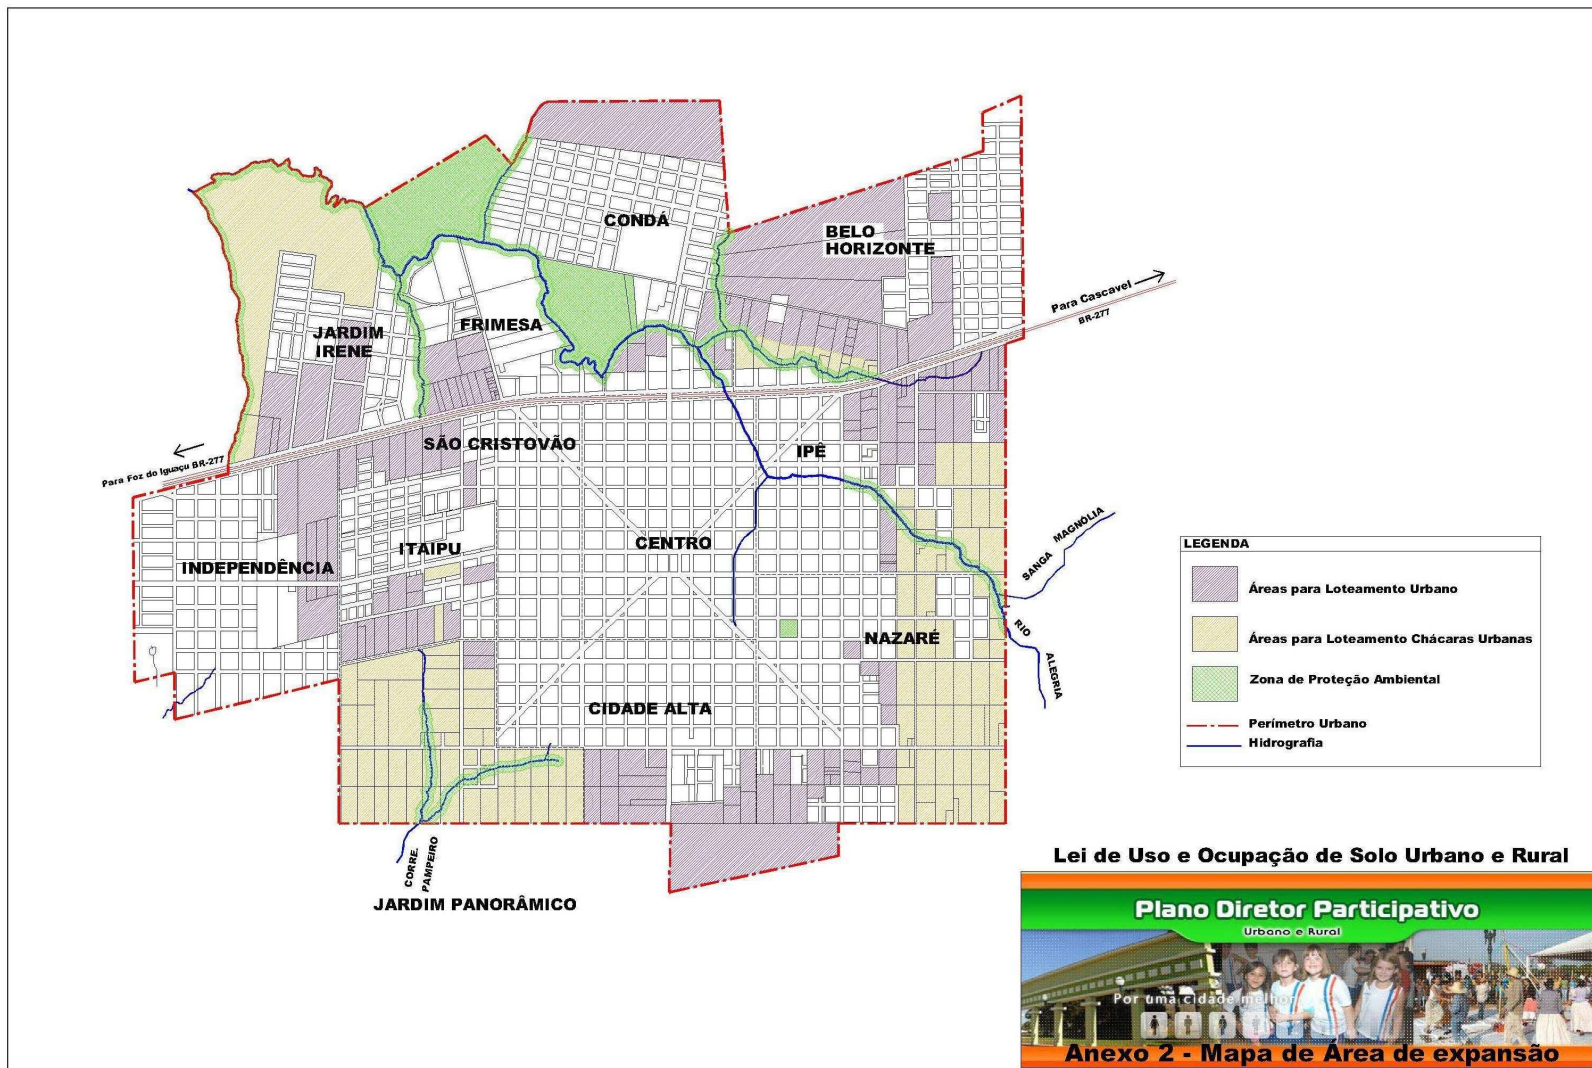 CONDÁ
BELO
HORIZONTE
Para Cascavel
BR-277
FRIMESA
JARDIM
IRENE
SÃO CRISTOVÃO
IPÊ
Para Foz do Iguaçu BR-277
SANGA MAGNÓLIA
CENTRO
ITAIPU
INDEPENDÊNCIA
RIO ALEGRIA
NAZARÉ
CIDADE ALTA
CORRE.
PAMPEIRO
JARDIM PANORÂMICO
LEGENDA
Áreas para Loteamento Urbano
Áreas para Loteamento Chácaras Urbanas
Zona de Proteção Ambiental
Perímetro Urbano
Hidrografia
Lei de Uso e Ocupação de Solo Urbano e Rural
Plano Diretor Participativo
Urbano e Rural
Por uma cidade melhor
Anexo 2 - Mapa de Área de expansão